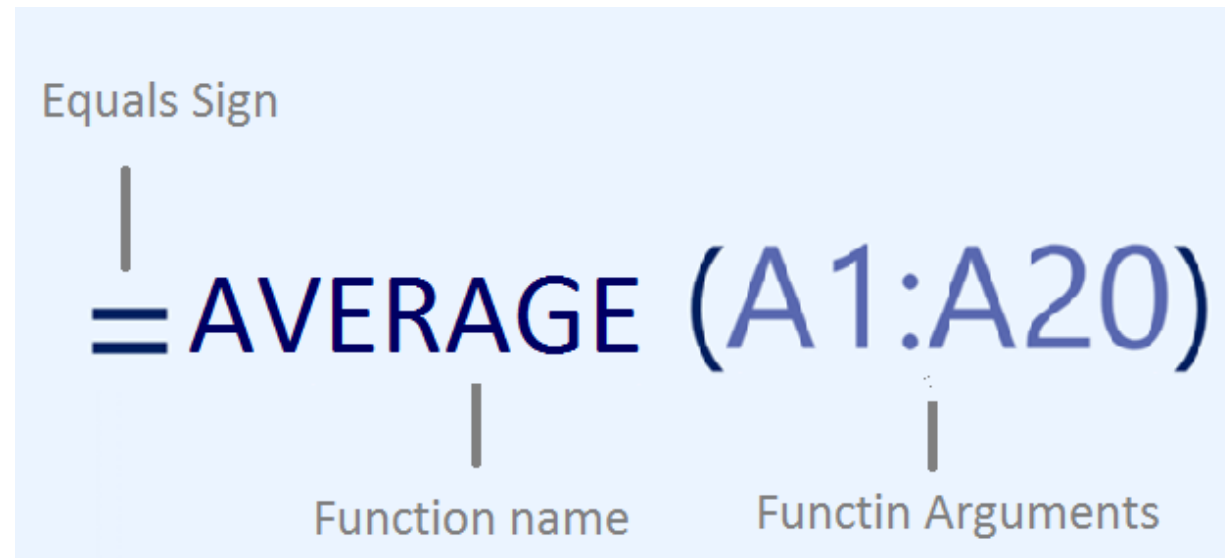 Equals Sign
=AVERAGE (A1:A20)
Function name
Functin Arguments